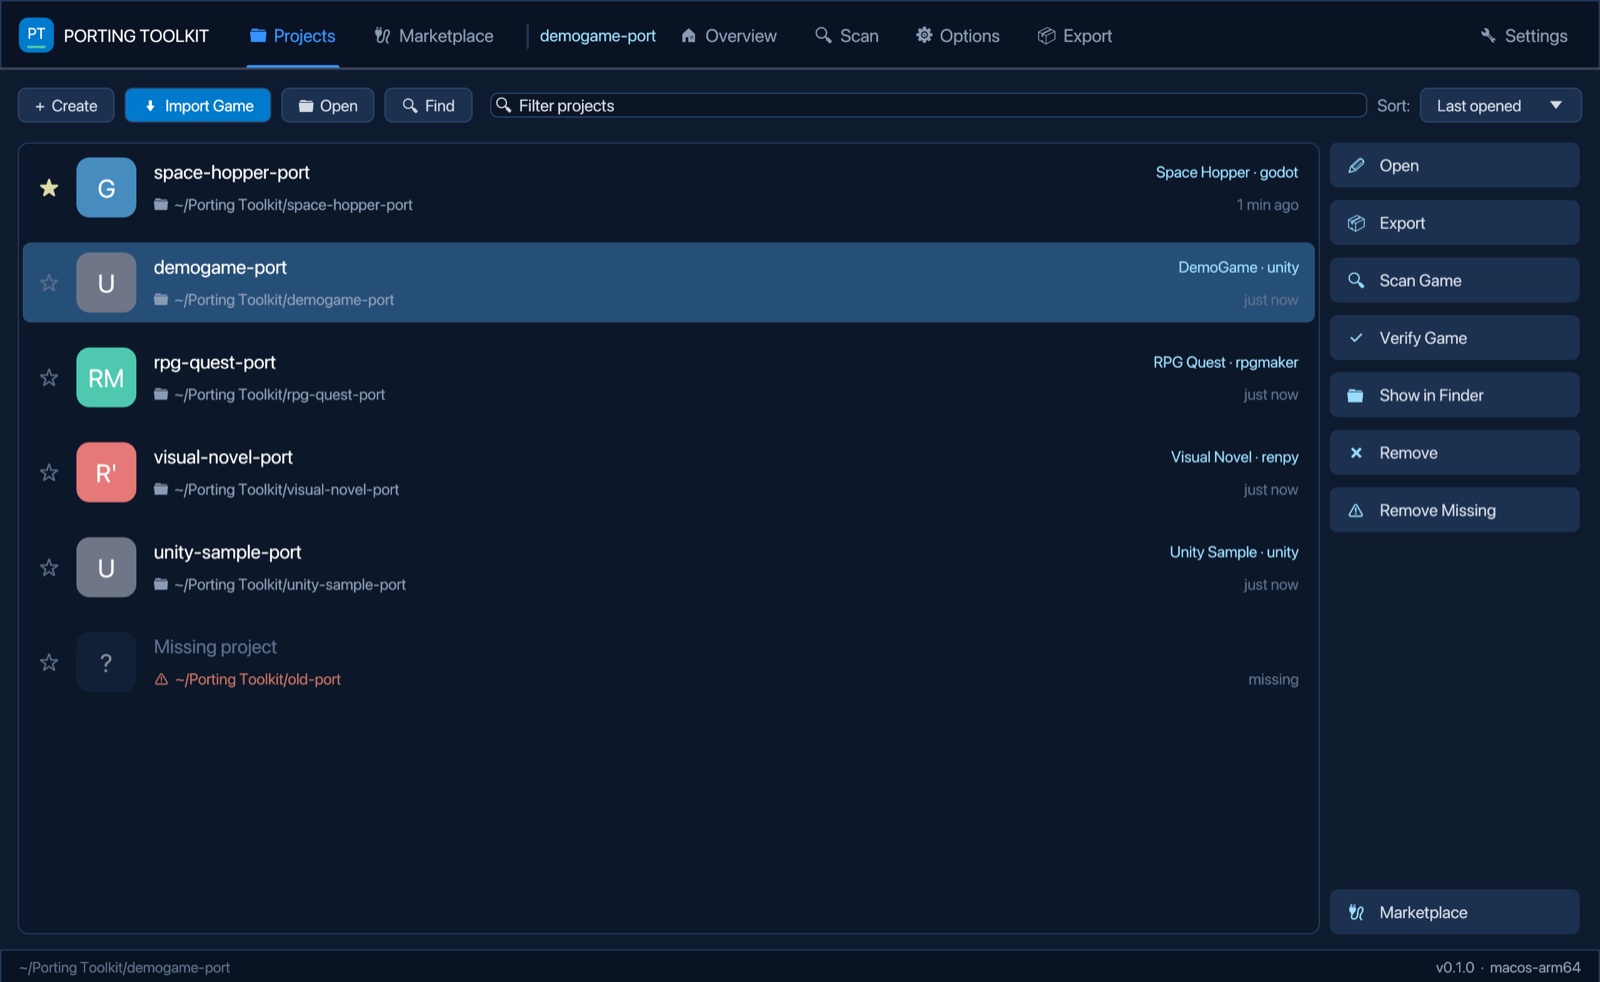 PT PORTING TOOLKIT Projects Marketplace demogame-port Overview Scan Options Export Settings
+ Create Import Game Open Find Filter projects Sort: Last opened
G space-hopper-port Space Hopper · godot
~/Porting Toolkit/space-hopper-port 1 min ago
U demogame-port DemoGame · unity
~/Porting Toolkit/demogame-port just now
RM rpg-quest-port RPG Quest · rpgmaker
~/Porting Toolkit/rpg-quest-port just now
R' visual-novel-port Visual Novel · renpy
~/Porting Toolkit/visual-novel-port just now
U unity-sample-port Unity Sample · unity
~/Porting Toolkit/unity-sample-port just now
? Missing project
~/Porting Toolkit/old-port missing
Open
Export
Scan Game
Verify Game
Show in Finder
Remove
Remove Missing
Marketplace
~/Porting Toolkit/demogame-port v0.1.0 · macos-arm64